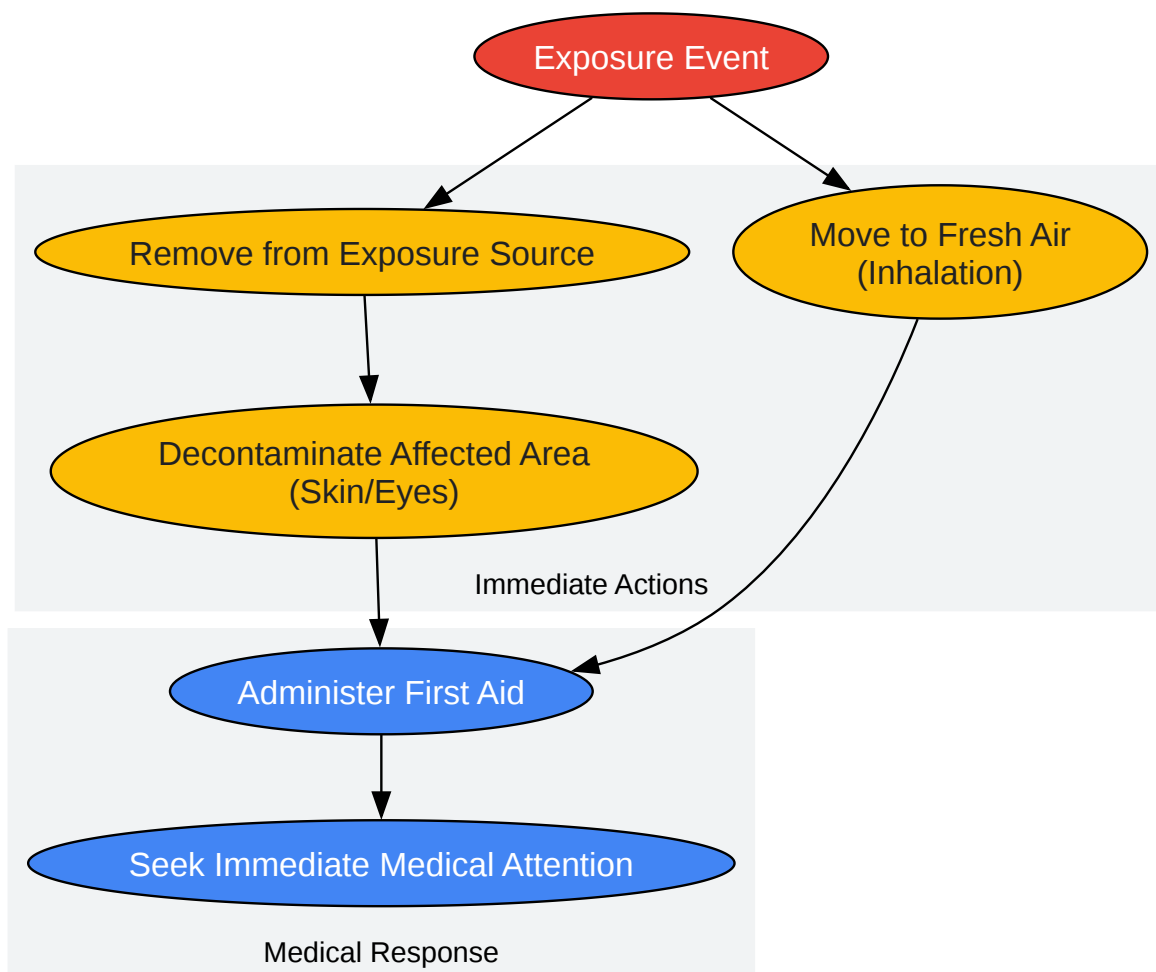 Exposure Event
Remove from Exposure Source
Move to Fresh Air
(Inhalation)
Decontaminate Affected Area
(Skin/Eyes)
Immediate Actions
Administer First Aid
Seek Immediate Medical Attention
Medical Response